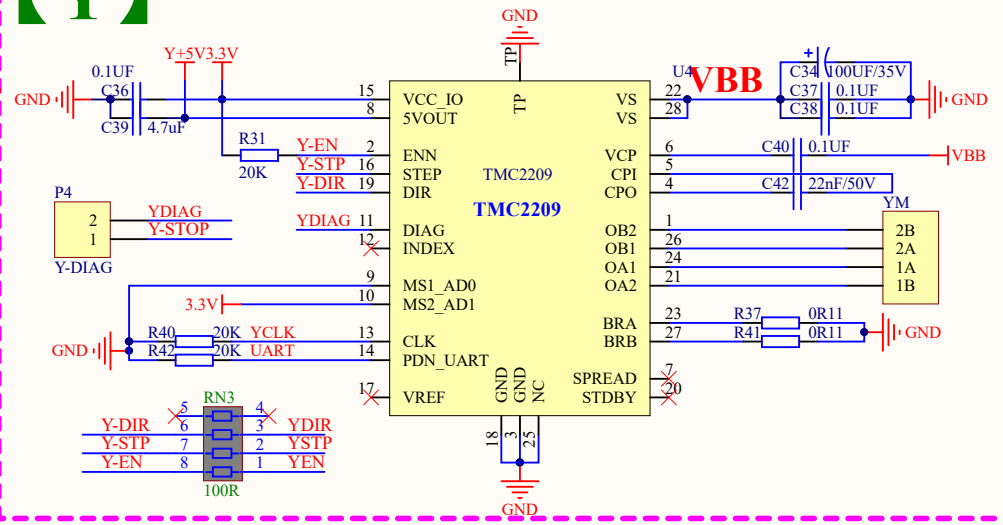 【Y】
GND
TP
TP
Y+5V3.3V
0.1UF
C36
GND
C39 4.7uF
R31
20K
Y-EN
Y-STP
Y-DIR
P4
2
1
YDIAG
Y-STOP
Y-DIAG
YDIAG
3.3V
R40 20K YCLK
R42 20K UART
GND
15 VCC_IO
8 5VOUT
2 ENN
16 STEP
19 DIR
11 DIAG
12 INDEX
9 MS1_AD0
10 MS2_AD1
13 CLK
14 PDN_UART
17 VREF
TMC2209
TMC2209
U4
VBB
VS 22
VS 28
VCP 6
CPI 5
CPO 4
OB2 1
OB1 26
OA1 24
OA2 21
BRA 23
BRB 27
SPREAD 7
STDBY 20
GND
GND
NC
18
3
25
GND
C34 + 100UF/35V
C37 0.1UF
C38 0.1UF
GND
C40 0.1UF
VBB
C42 22nF/50V
YM
2B
2A
1A
1B
R37 0R11
R41 0R11
GND
RN3
5 4
Y-DIR 6 3 YDIR
Y-STP 7 2 YSTP
Y-EN 8 1 YEN
100R